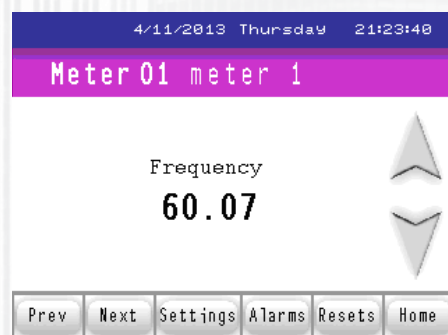 4/11/2013 Thursday 21:23:40
Meter 01 meter 1
Frequency
60.07
Prev Next Settings Alarms Resets Home